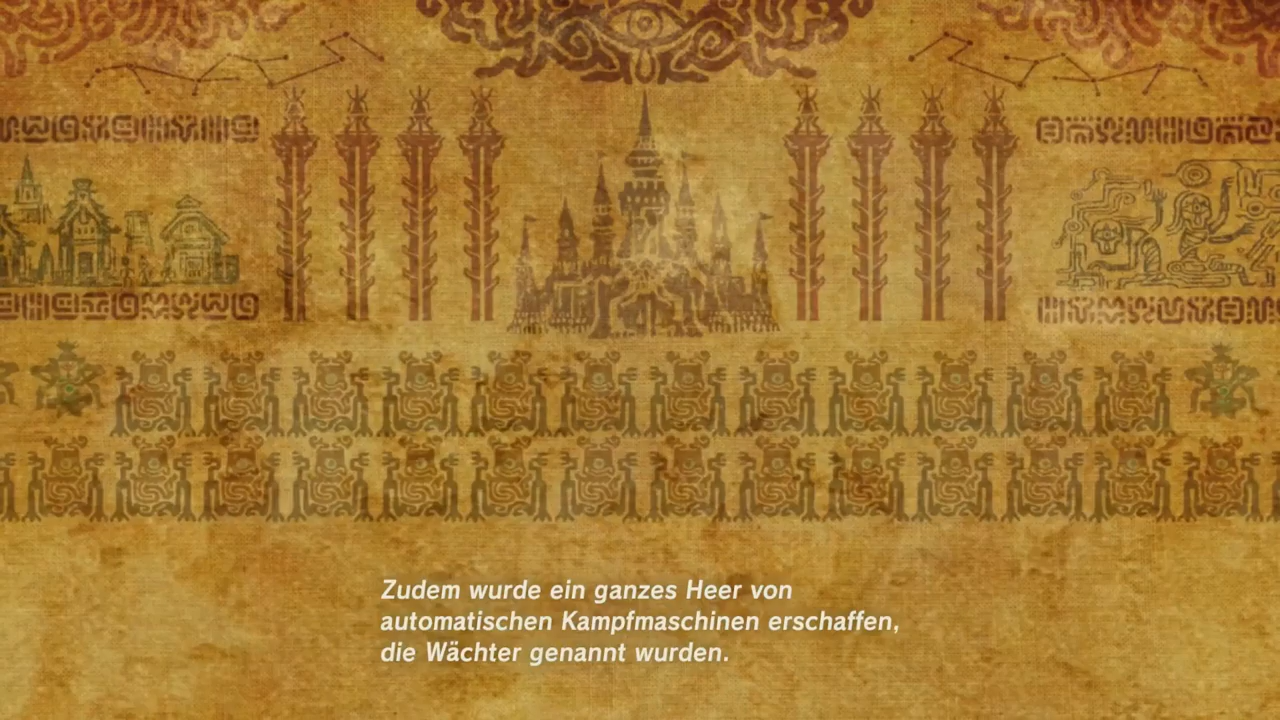 Zudem wurde ein ganzes Heer von
automatischen Kampfmaschinen erschaffen,
die Wächter genannt wurden.